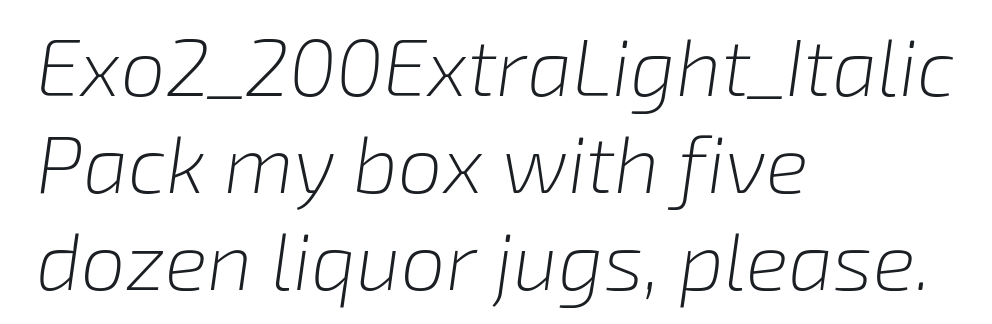 Exo2_200ExtraLight_Italic
Pack my box with five
dozen liquor jugs, please.